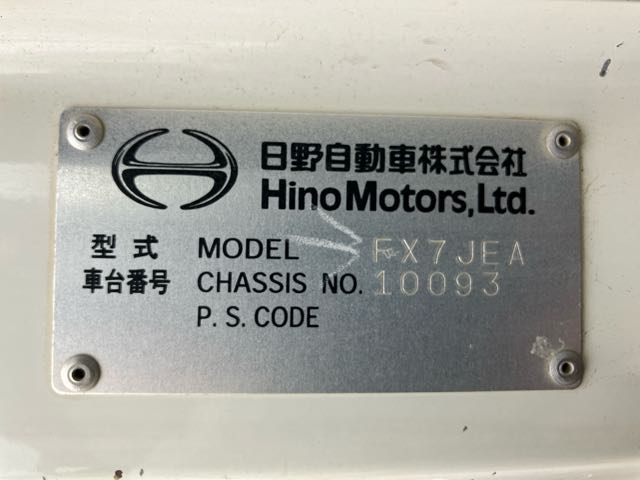 日野自動車株式会社
Hino Motors, Ltd.
型式 MODEL FX7JEA
車台番号 CHASSIS NO. 10093
P. S. CODE